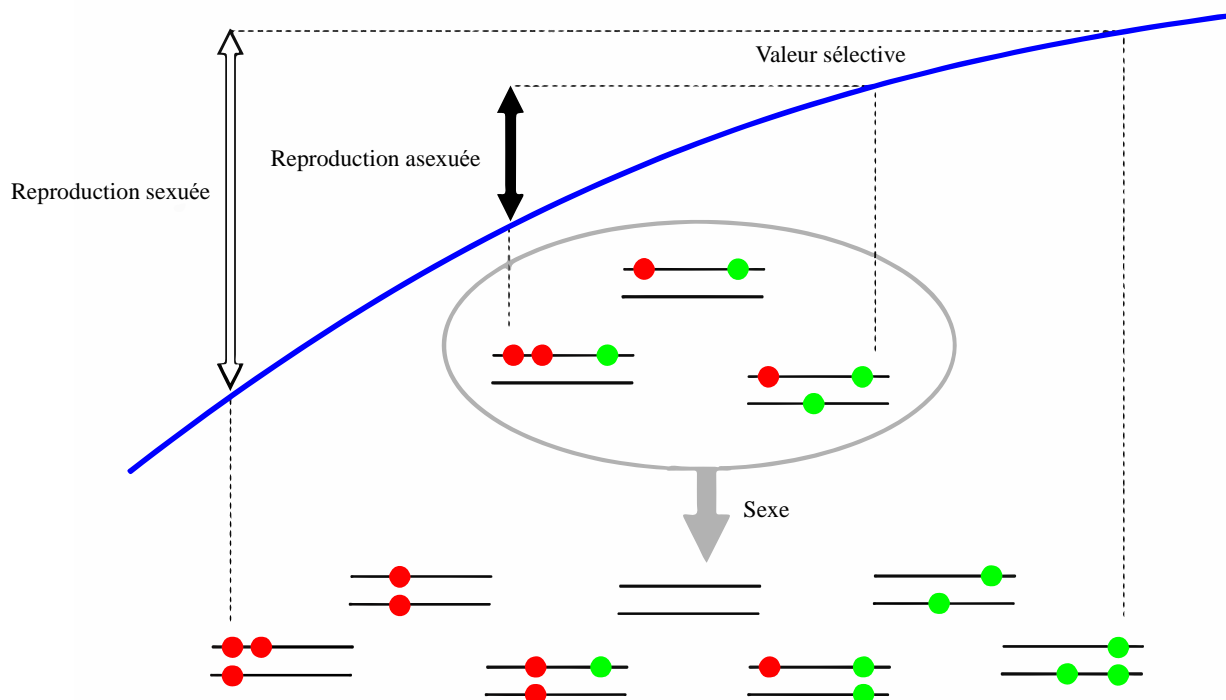 Valeur sélective
Reproduction asexuée
Reproduction sexuée
Sexe